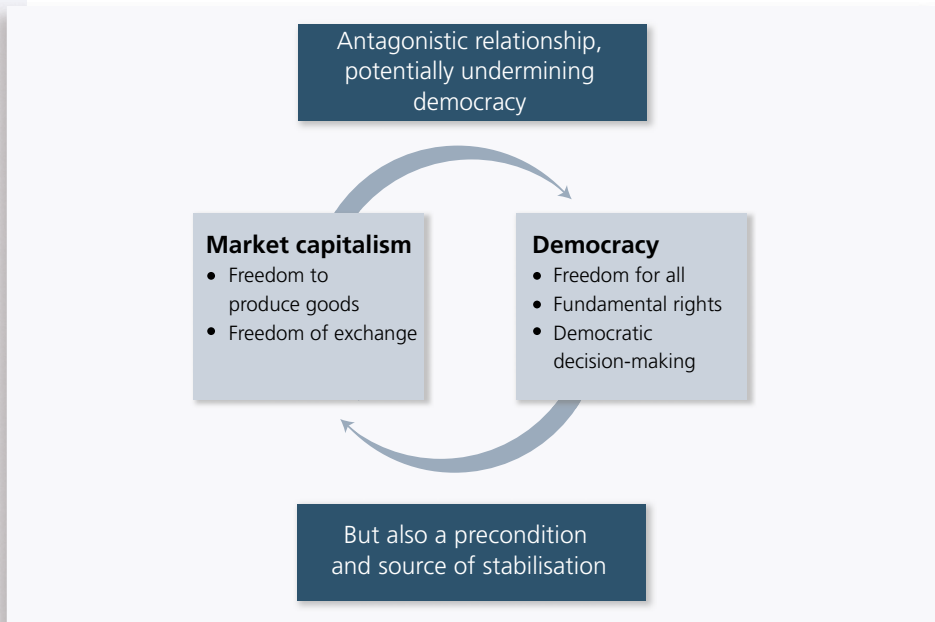 Antagonistic relationship,
potentially undermining
democracy
Market capitalism
• Freedom to
produce goods
• Freedom of exchange
Democracy
• Freedom for all
• Fundamental rights
• Democratic
decision-making
But also a precondition
and source of stabilisation